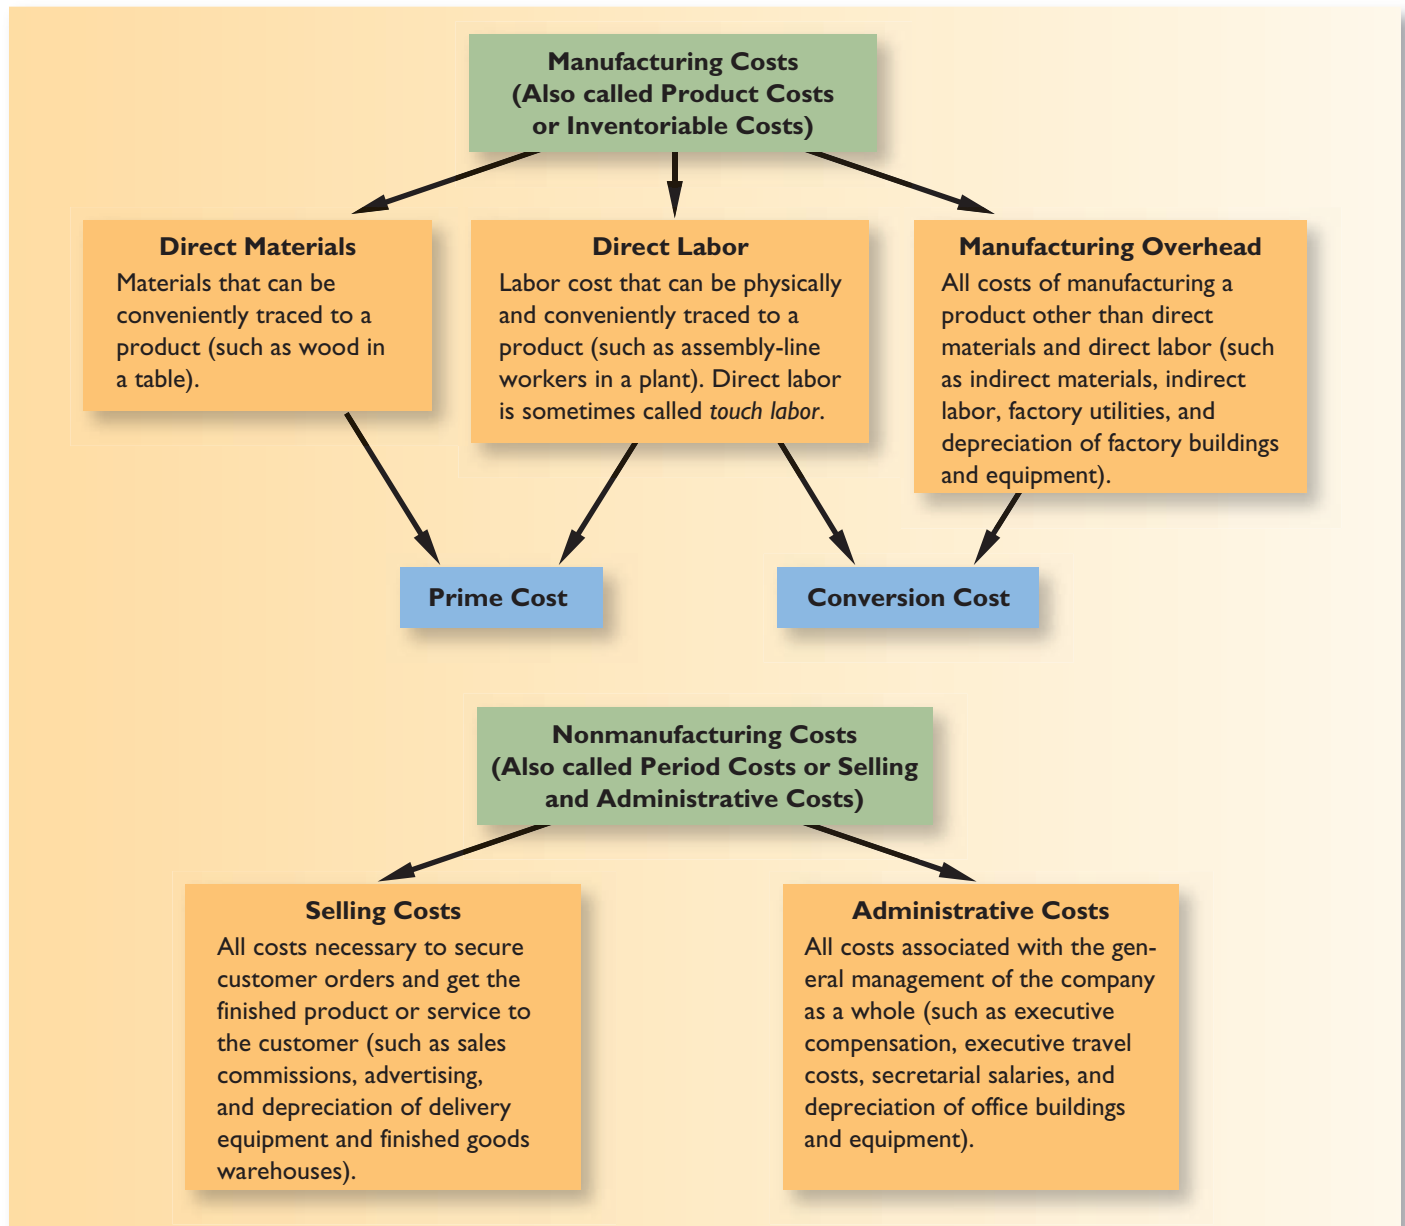 Manufacturing Costs
(Also called Product Costs
or Inventoriable Costs)
Direct Materials
Materials that can be
conveniently traced to a
product (such as wood in
a table).
Direct Labor
Labor cost that can be physically
and conveniently traced to a
product (such as assembly-line
workers in a plant). Direct labor
is sometimes called touch labor.
Manufacturing Overhead
All costs of manufacturing a
product other than direct
materials and direct labor (such
as indirect materials, indirect
labor, factory utilities, and
depreciation of factory buildings
and equipment).
Prime Cost
Conversion Cost
Nonmanufacturing Costs
(Also called Period Costs or Selling
and Administrative Costs)
Selling Costs
All costs necessary to secure
customer orders and get the
finished product or service to
the customer (such as sales
commissions, advertising,
and depreciation of delivery
equipment and finished goods
warehouses).
Administrative Costs
All costs associated with the gen-
eral management of the company
as a whole (such as executive
compensation, executive travel
costs, secretarial salaries, and
depreciation of office buildings
and equipment).